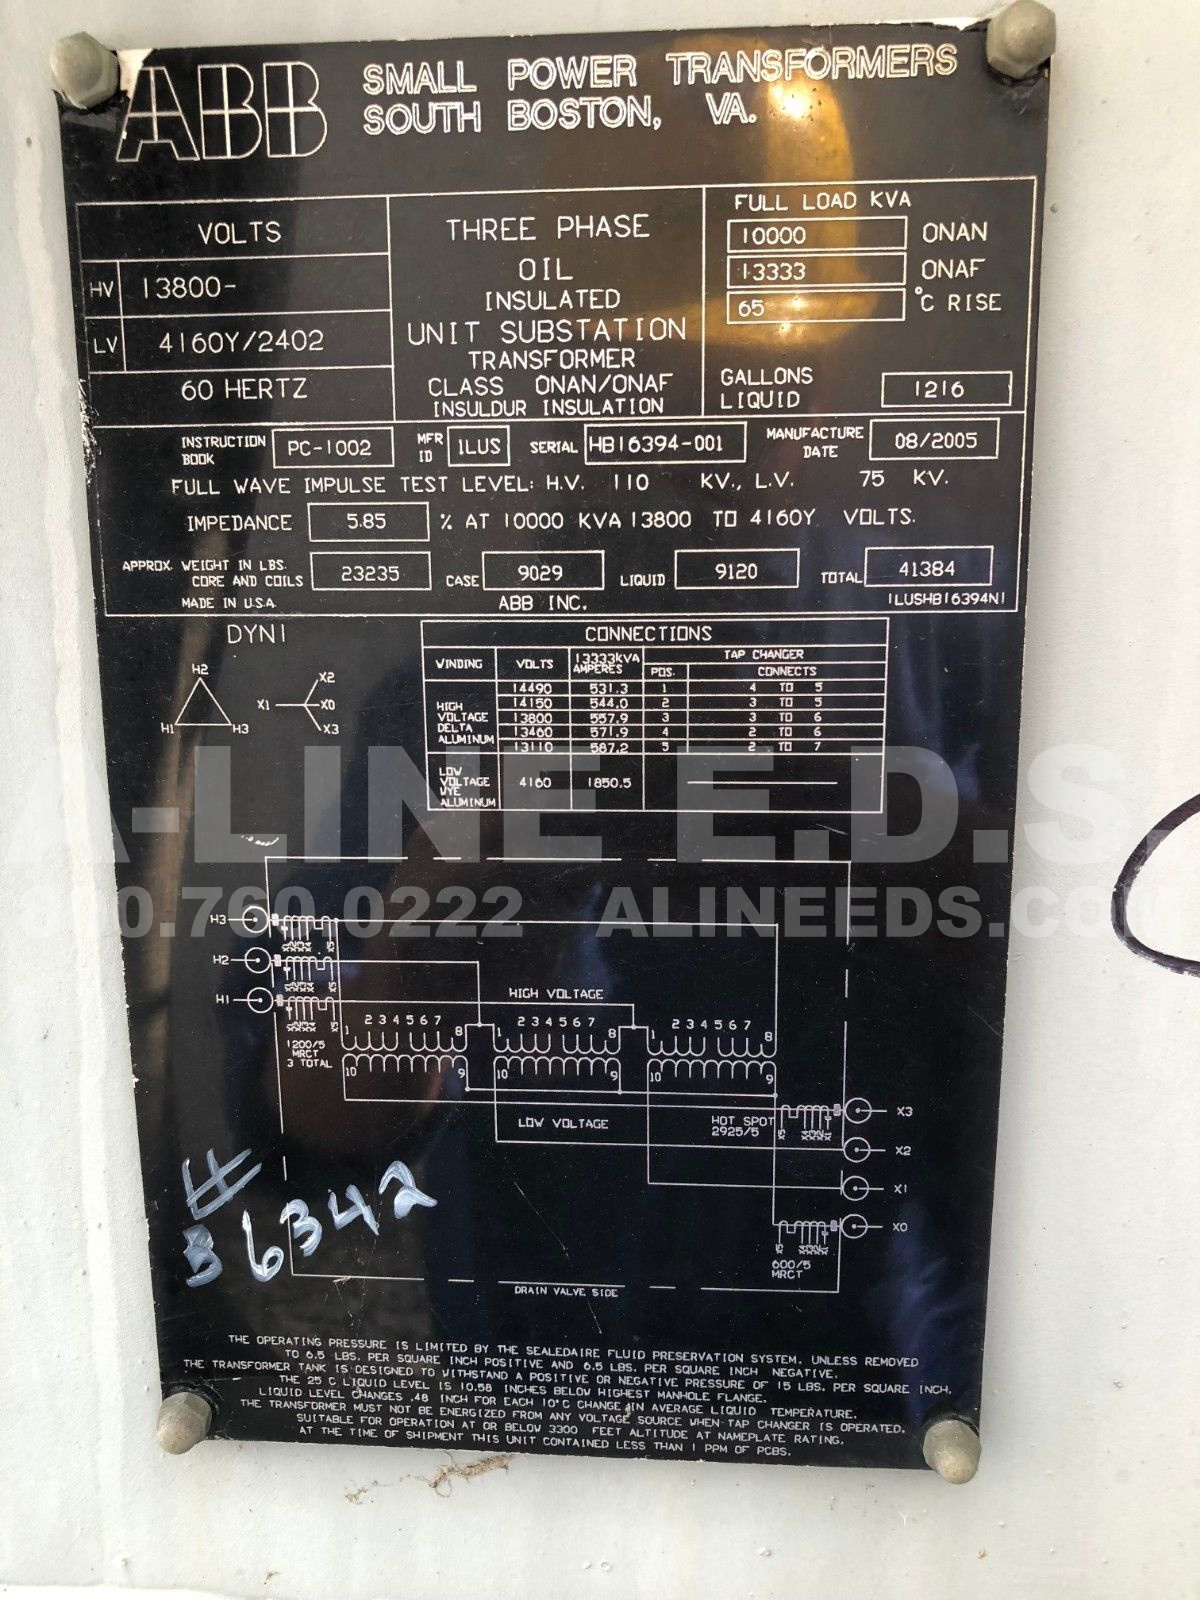 ABB SMALL POWER TRANSFORMERS
SOUTH BOSTON, VA.
VOLTS
HV 13800-
LV 4160Y/2402
60 HERTZ
THREE PHASE
OIL
INSULATED
UNIT SUBSTATION
TRANSFORMER
CLASS ONAN/ONAF
INSULDUR INSULATION
FULL LOAD KVA
10000 ONAN
13333 ONAF
65 °C RISE
GALLONS
LIQUID 1216
INSTRUCTION
BOOK PC-1002 MFR
ID 1LUS SERIAL HB16394-001 MANUFACTURE
DATE 08/2005
FULL WAVE IMPULSE TEST LEVEL: H.V. 110 KV., L.V. 75 KV.
IMPEDANCE 5.85 % AT 10000 KVA 13800 TO 4160Y VOLTS.
APPROX. WEIGHT IN LBS.
CORE AND COILS 23235 CASE 9029 LIQUID 9120 TOTAL 41384
MADE IN U.S.A. ABB INC. 1LUSHB16394N1
DYN1
H2
H1 H3
X2
X1 X0
X3
CONNECTIONS
WINDING VOLTS 13333KVA
AMPERES TAP CHANGER
POS. CONNECTS
HIGH
VOLTAGE
DELTA
ALUMINUM
14490 531.3 1 4 TO 5
14150 544.0 2 3 TO 5
13800 557.9 3 3 TO 6
13460 571.9 4 2 TO 6
13110 587.2 5 2 TO 7
LOW
VOLTAGE
WYE
ALUMINUM
4160 1850.5
A-LINE E.D.S.
0.760.0222 ALINEEDS.CO
H3
H2
H1
HIGH VOLTAGE
1200/5
MRCT
3 TOTAL
1 2 3 4 5 6 7 8 1 2 3 4 5 6 7 8 1 2 3 4 5 6 7 8
10 9 10 9 10 9
LOW VOLTAGE
HOT SPOT
2925/5
X3
X2
X1
X0
600/5
MRCT
DRAIN VALVE SIDE
# 36342
THE OPERATING PRESSURE IS LIMITED BY THE SEALEDAIRE FLUID PRESERVATION SYSTEM, UNLESS REMOVED
TO 6.5 LBS. PER SQUARE INCH POSITIVE AND 6.5 LBS. PER SQUARE INCH NEGATIVE.
THE TRANSFORMER TANK IS DESIGNED TO WITHSTAND A POSITIVE OR NEGATIVE PRESSURE OF 15 LBS. PER SQUARE INCH.
THE 25 C LIQUID LEVEL IS 10.58 INCHES BELOW HIGHEST MANHOLE FLANGE.
LIQUID LEVEL CHANGES .48 INCH FOR EACH 10°C CHANGE IN AVERAGE LIQUID TEMPERATURE.
THE TRANSFORMER MUST NOT BE ENERGIZED FROM ANY VOLTAGE SOURCE WHEN TAP CHANGER IS OPERATED.
SUITABLE FOR OPERATION AT OR BELOW 3300 FEET ALTITUDE AT NAMEPLATE RATING.
AT THE TIME OF SHIPMENT THIS UNIT CONTAINED LESS THAN 1 PPM OF PCBS.